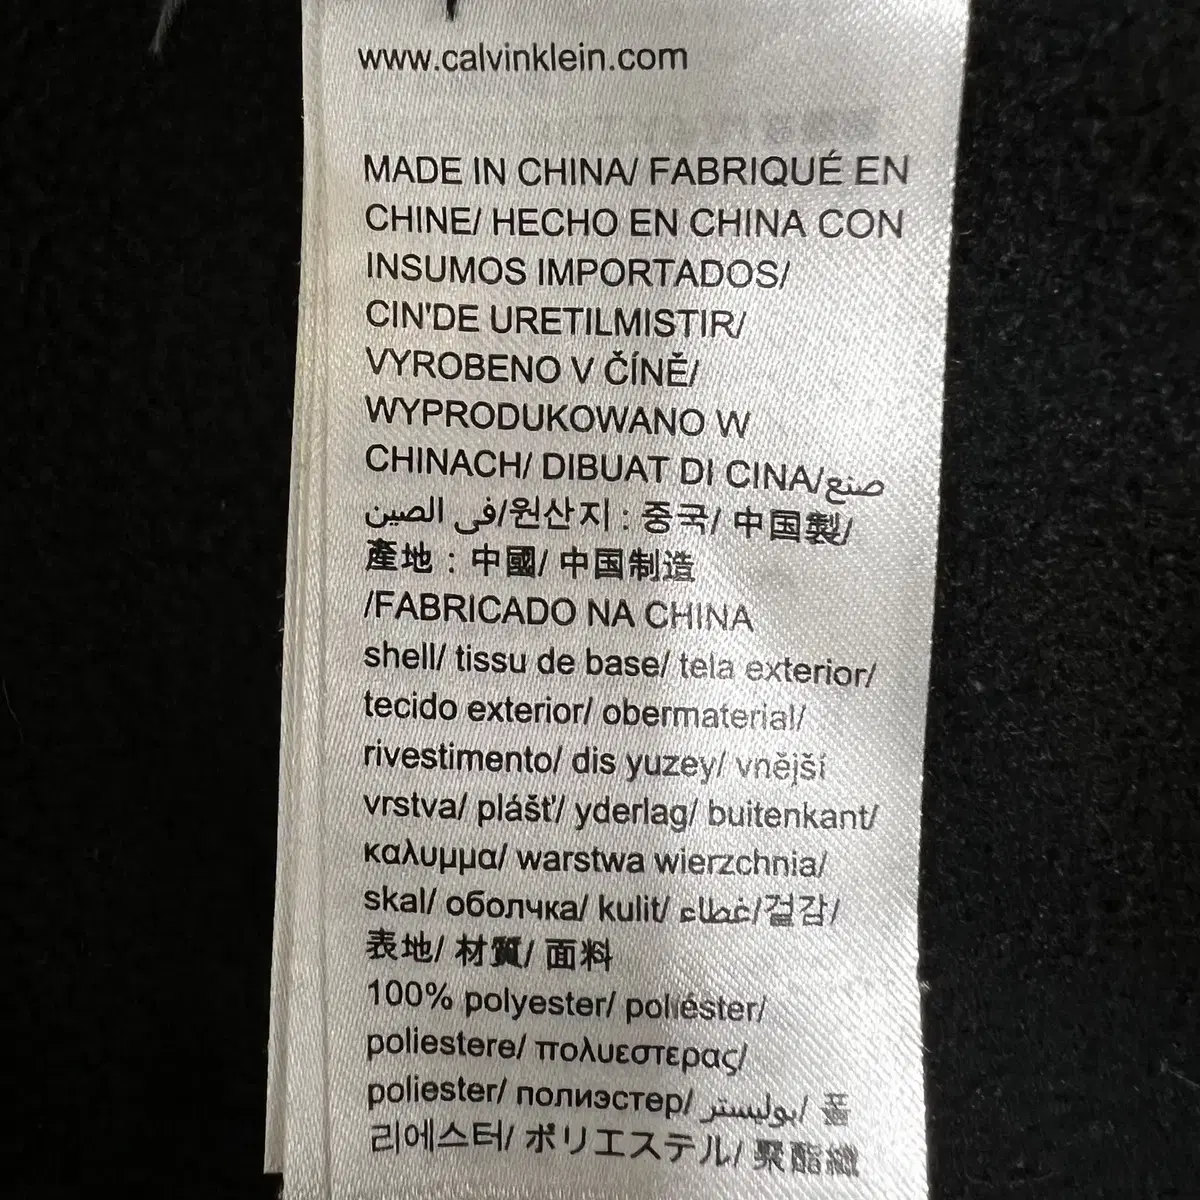 www.calvinklein.com
MADE IN CHINA/ FABRIQUÉ EN
CHINE/ HECHO EN CHINA CON
INSUMOS IMPORTADOS/
CIN'DE URETILMISTIR/
VYROBENO V ČÍNĚ/
WYPRODUKOWANO W
CHINACH/ DIBUAT DI CINA/صنع
في الصين/원산지 : 중국/ 中国製/
產地 : 中國/ 中国制造
/FABRICADO NA CHINA
shell/ tissu de base/ tela exterior/
tecido exterior/ obermaterial/
rivestimento/ dis yuzey/ vnější
vrstva/ plášť/ yderlag/ buitenkant/
καλυμμα/ warstwa wierzchnia/
skal/ оболчка/ kulit/ غطاء/겉감/
表地/ 材質/ 面料
100% polyester/ poliéster/
poliestere/ πολυεστερας/
poliester/ полиэстер/ بوليستر/ 폴
리에스터/ ポリエステル/ 聚酯纖